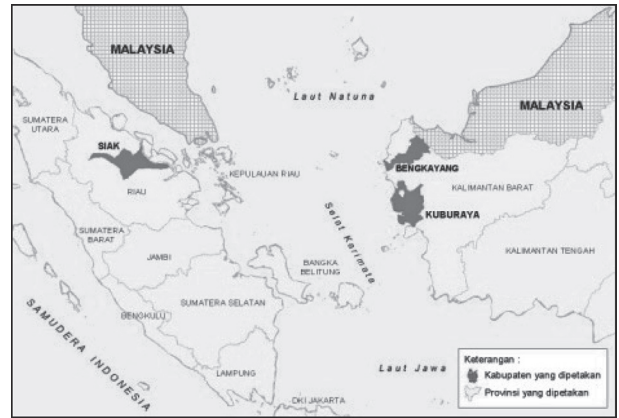 MALAYSIA
Laut Natuna
MALAYSIA
SUMATERA
UTARA
SIAK
KEPULAUAN RIAU
RIAU
BENGKAYANG
KALIMANTAN BARAT
KUBURAYA
Selat Karimata
SUMATERA
BARAT
JAMBI
BANGKA
BELITUNG
KALIMANTAN TENGAH
SUMATERA SELATAN
BENGKULU
SAMUDERA INDONESIA
LAMPUNG
Laut Jawa
DKI JAKARTA
Keterangan :
Kabupaten yang dipetakan
Provinsi yang dipetakan